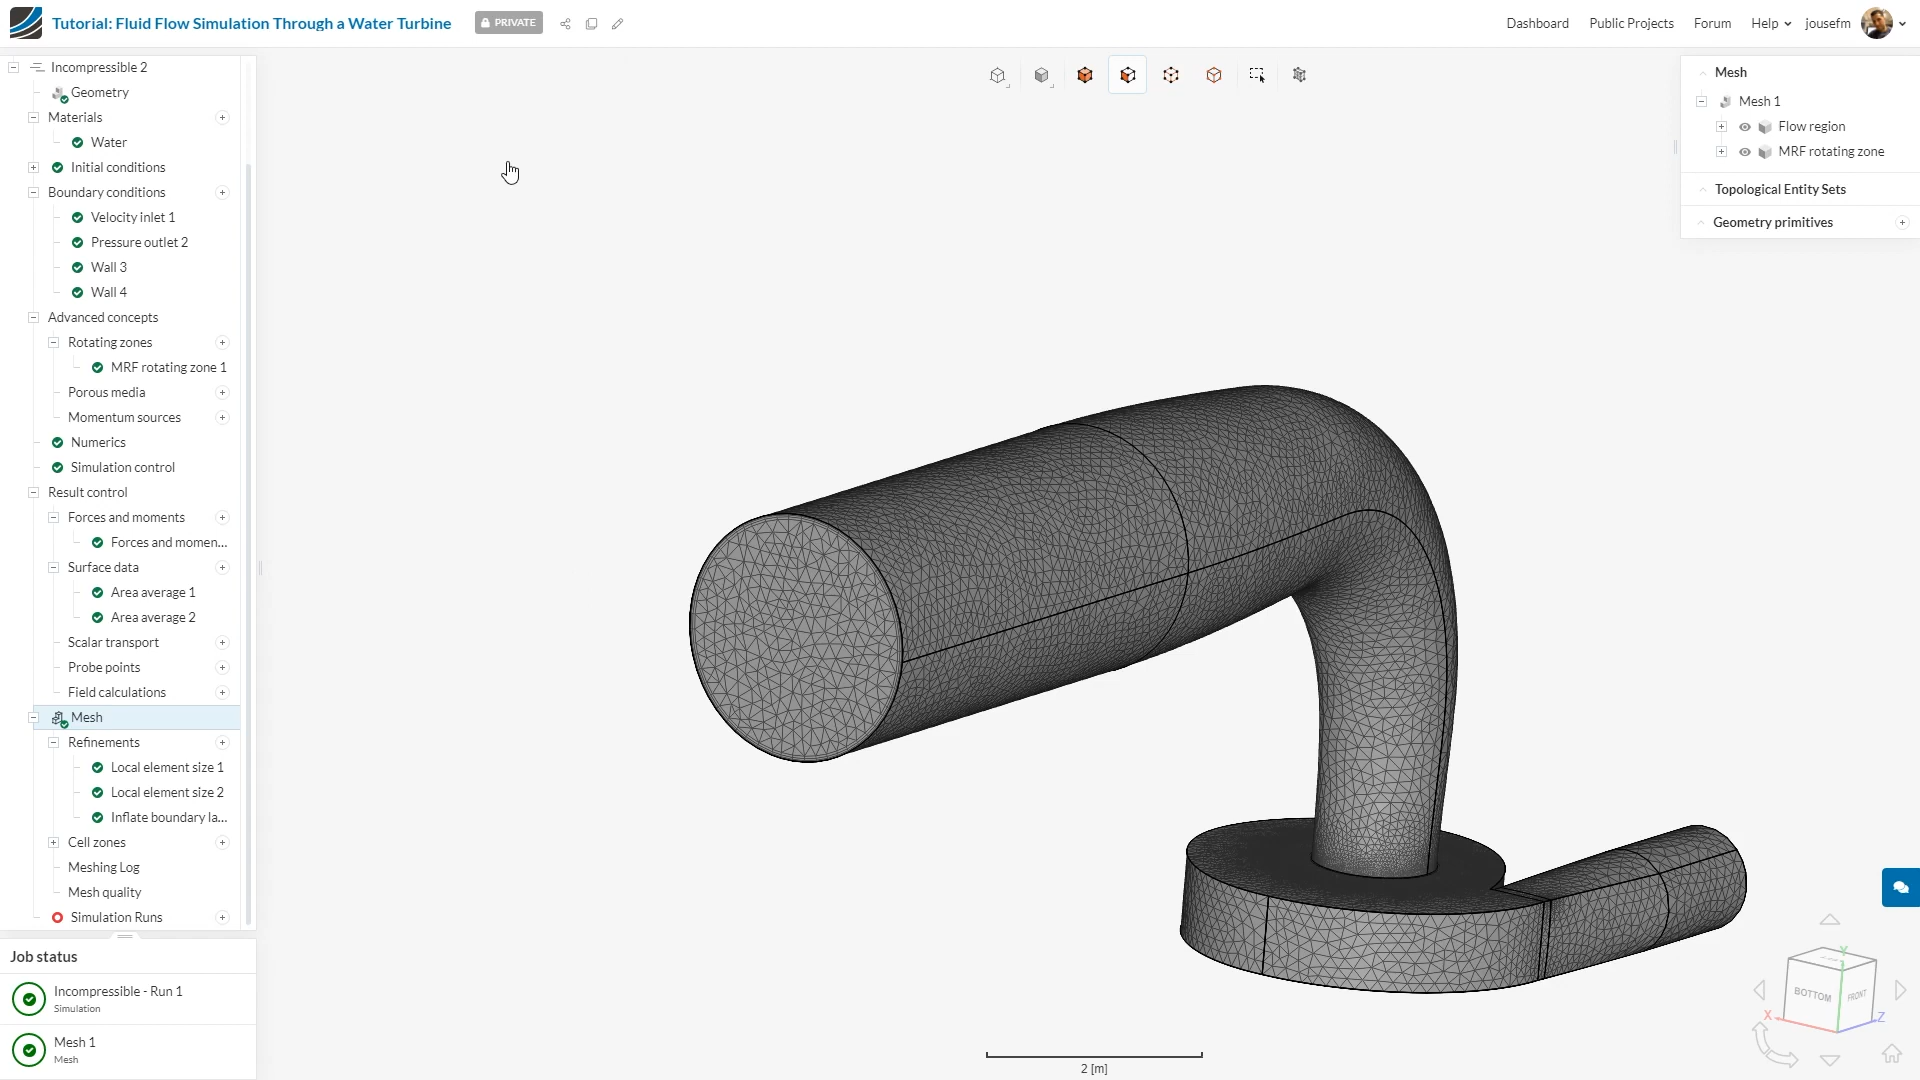 Tutorial: Fluid Flow Simulation Through a Water Turbine
PRIVATE
Dashboard
Public Projects
Forum
Help
jousefm
Incompressible 2
Geometry
Materials
Water
Initial conditions
Boundary conditions
Velocity inlet 1
Pressure outlet 2
Wall 3
Wall 4
Advanced concepts
Rotating zones
MRF rotating zone 1
Porous media
Momentum sources
Numerics
Simulation control
Result control
Forces and moments
Forces and momen...
Surface data
Area average 1
Area average 2
Scalar transport
Probe points
Field calculations
Mesh
Refinements
Local element size 1
Local element size 2
Inflate boundary la...
Cell zones
Meshing Log
Mesh quality
Simulation Runs
Job status
Incompressible - Run 1
Simulation
Mesh 1
Mesh
Mesh
Mesh 1
Flow region
MRF rotating zone
Topological Entity Sets
Geometry primitives
2 [m]
Y
BOTTOM
FRONT
X
Z